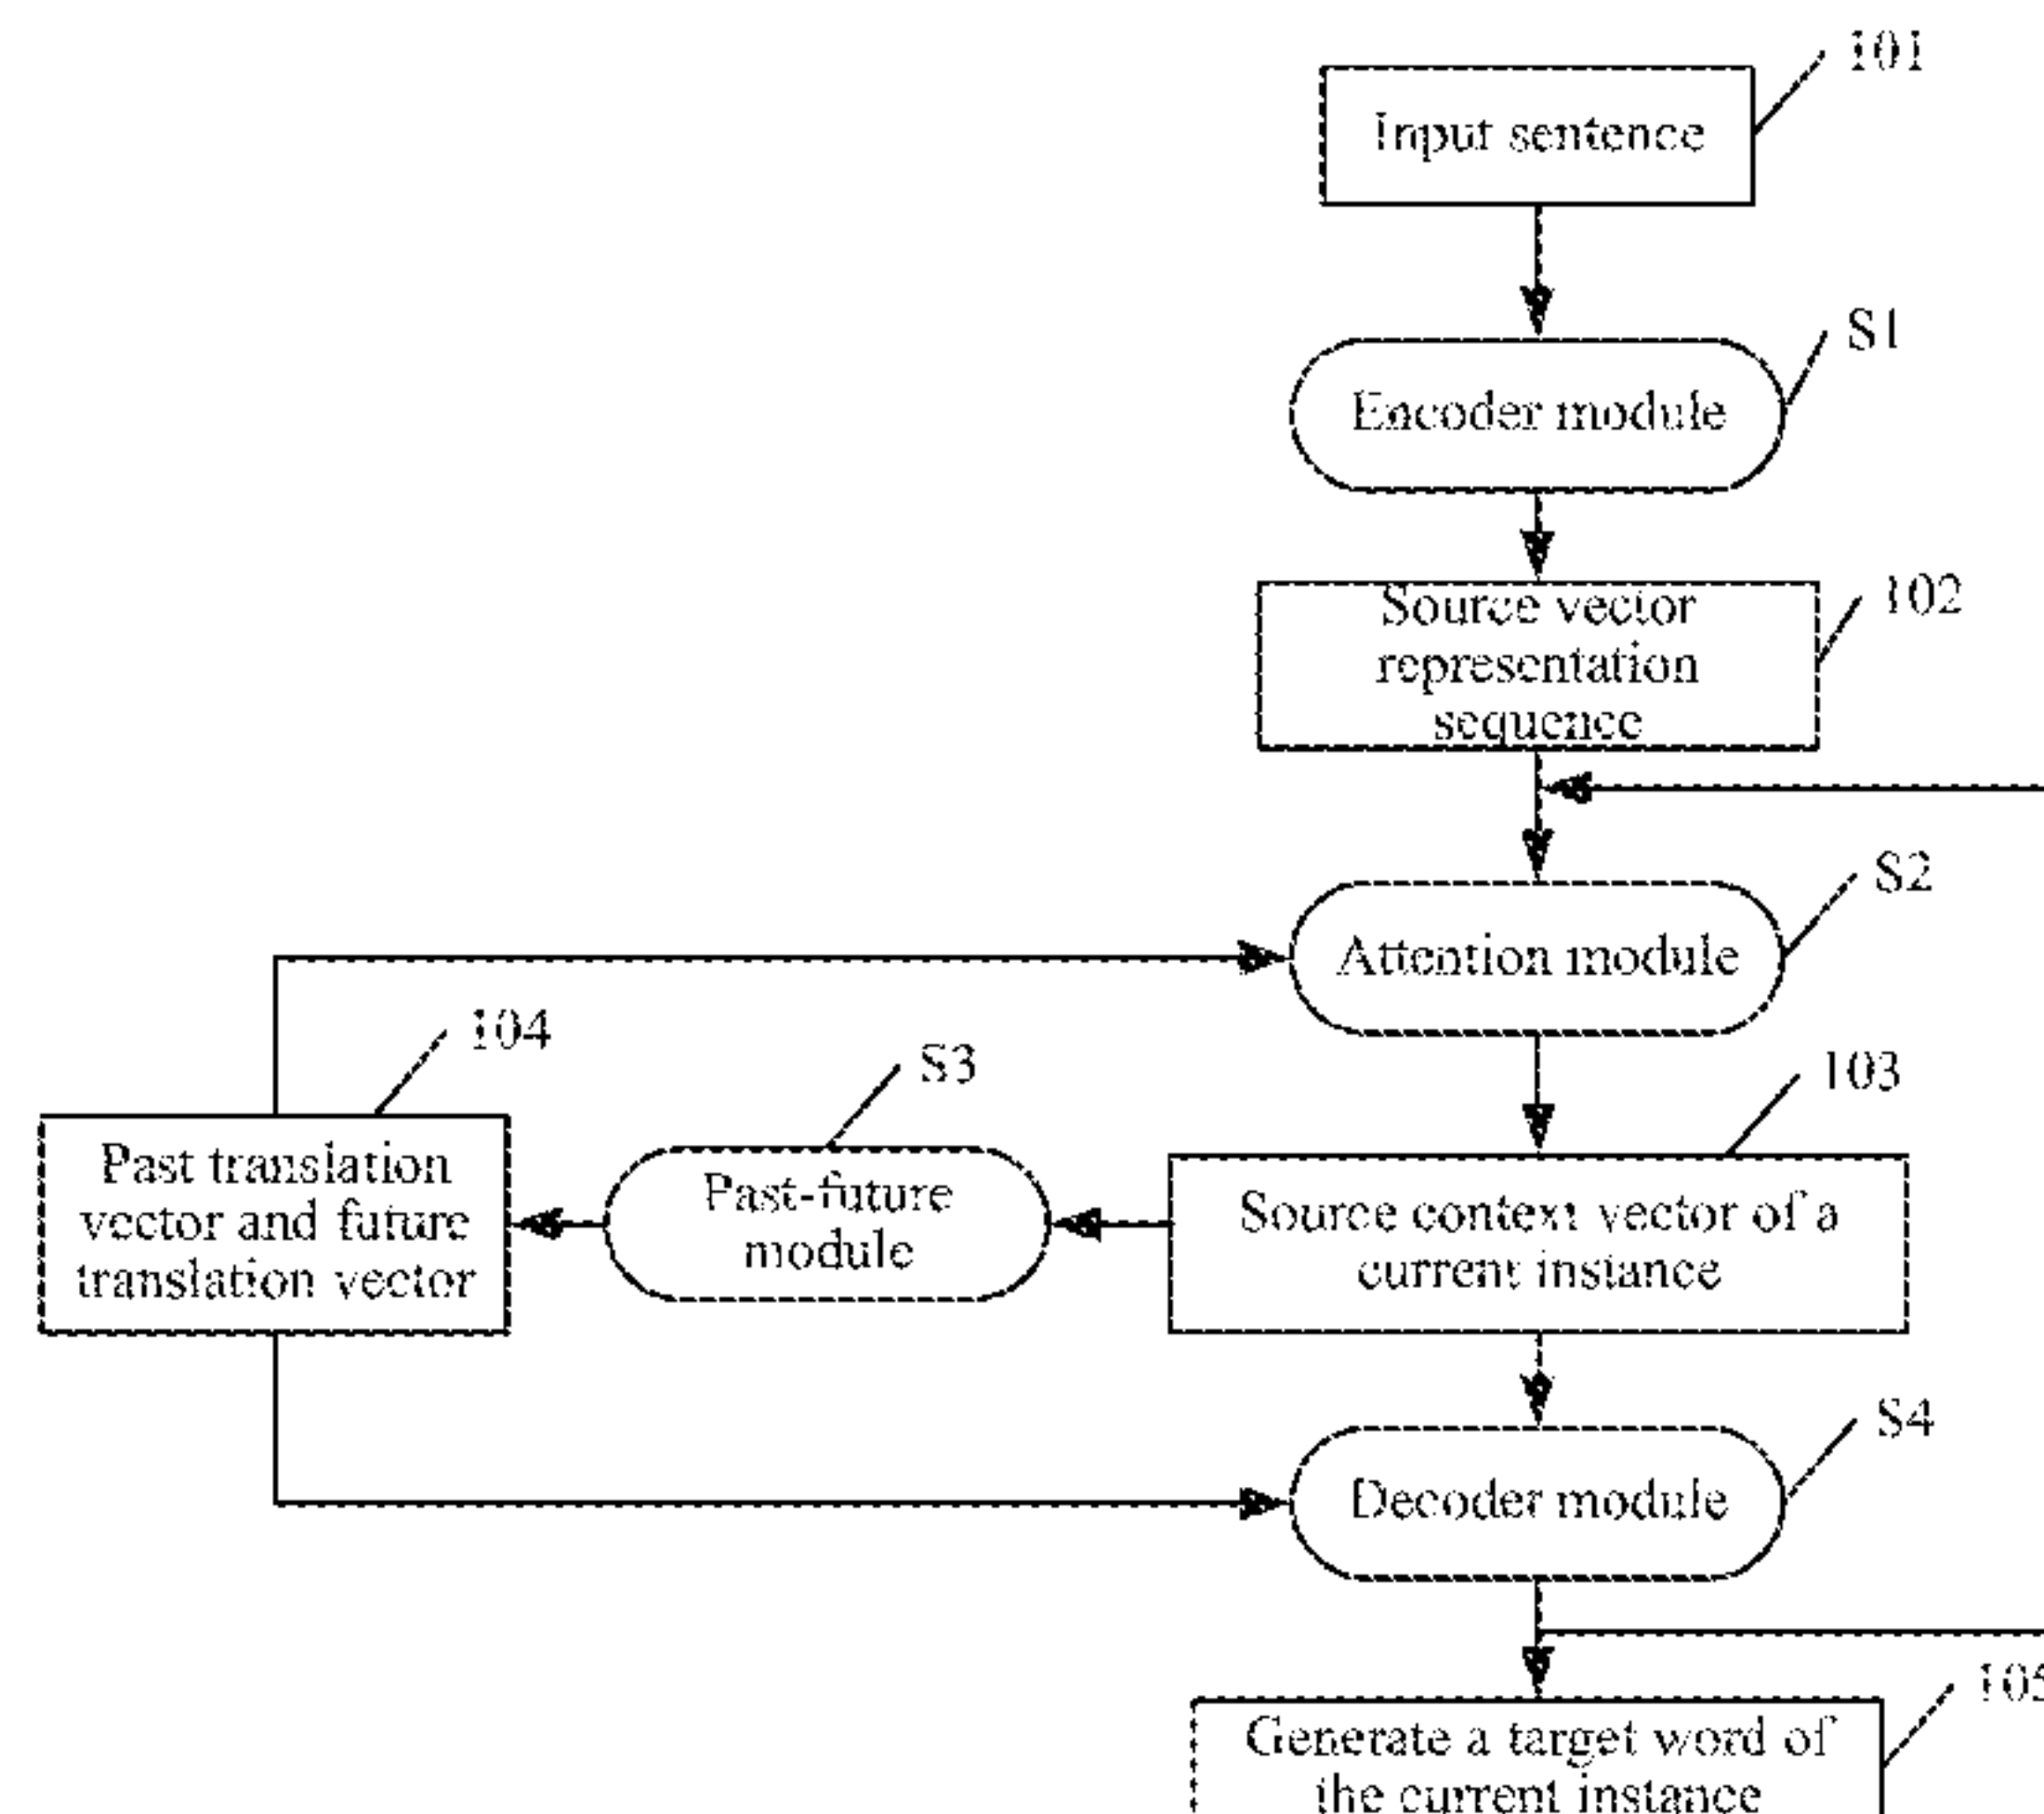 101
Input sentence
S1
Encoder module
102
Source vector
representation
sequence
S2
Attention module
104
S3
103
Past translation
vector and future
translation vector
Past-future
module
Source context vector of a
current instance
S4
Decoder module
105
Generate a target word of
the current instance